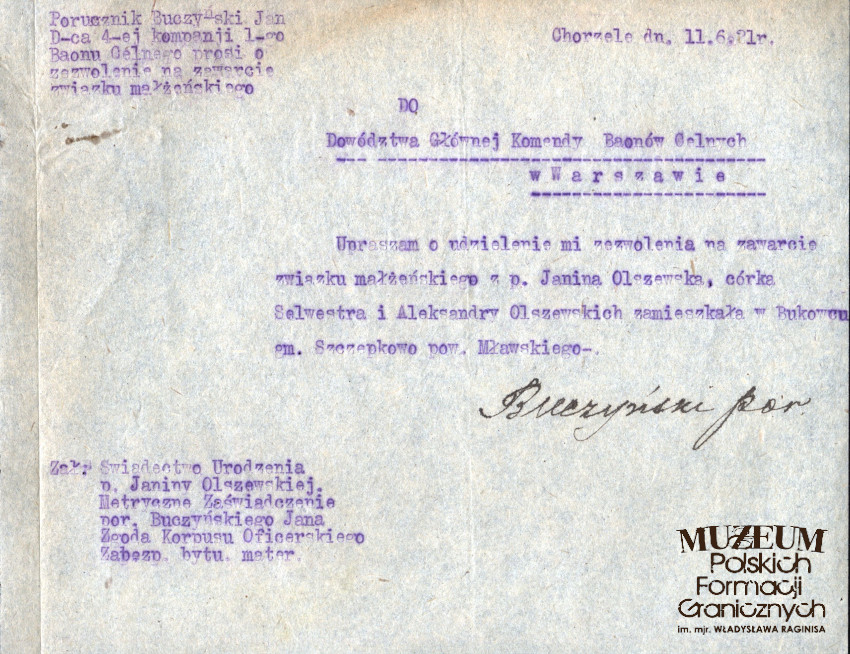 Porucznik Buczyński Jan
D-ca 4-ej kompanji 1-go
Baonu Celnego prosi o
zezwolenie na zawarcie
związku małżeńskiego
Chorzele dn. 11.6.21r.
DO
Dowództwa Głównej Komendy Baonów Celnych
w Warszawie
Upraszam o udzielenie mi zezwolenia na zawarcie
związku małżeńskiego z p. Janina Olszewska, córka
Selwestra i Aleksandry Olszewskich zamieszkała w Bukowcu
gm. Szczepkowo pow. Mławskiego-.
Buczyński por.
Zał: Swiadectwo Urodzenia
p. Janiny Olszewskiej.
Metryczne Zaświadczenie
por. Buczyńskiego Jana
Zgoda Korpusu Oficerskiego
Zabezp. bytu. mater.
MUZEUM
Polskich
Formacji
Granicznych
im. mjr. WŁADYSŁAWA RAGINISA